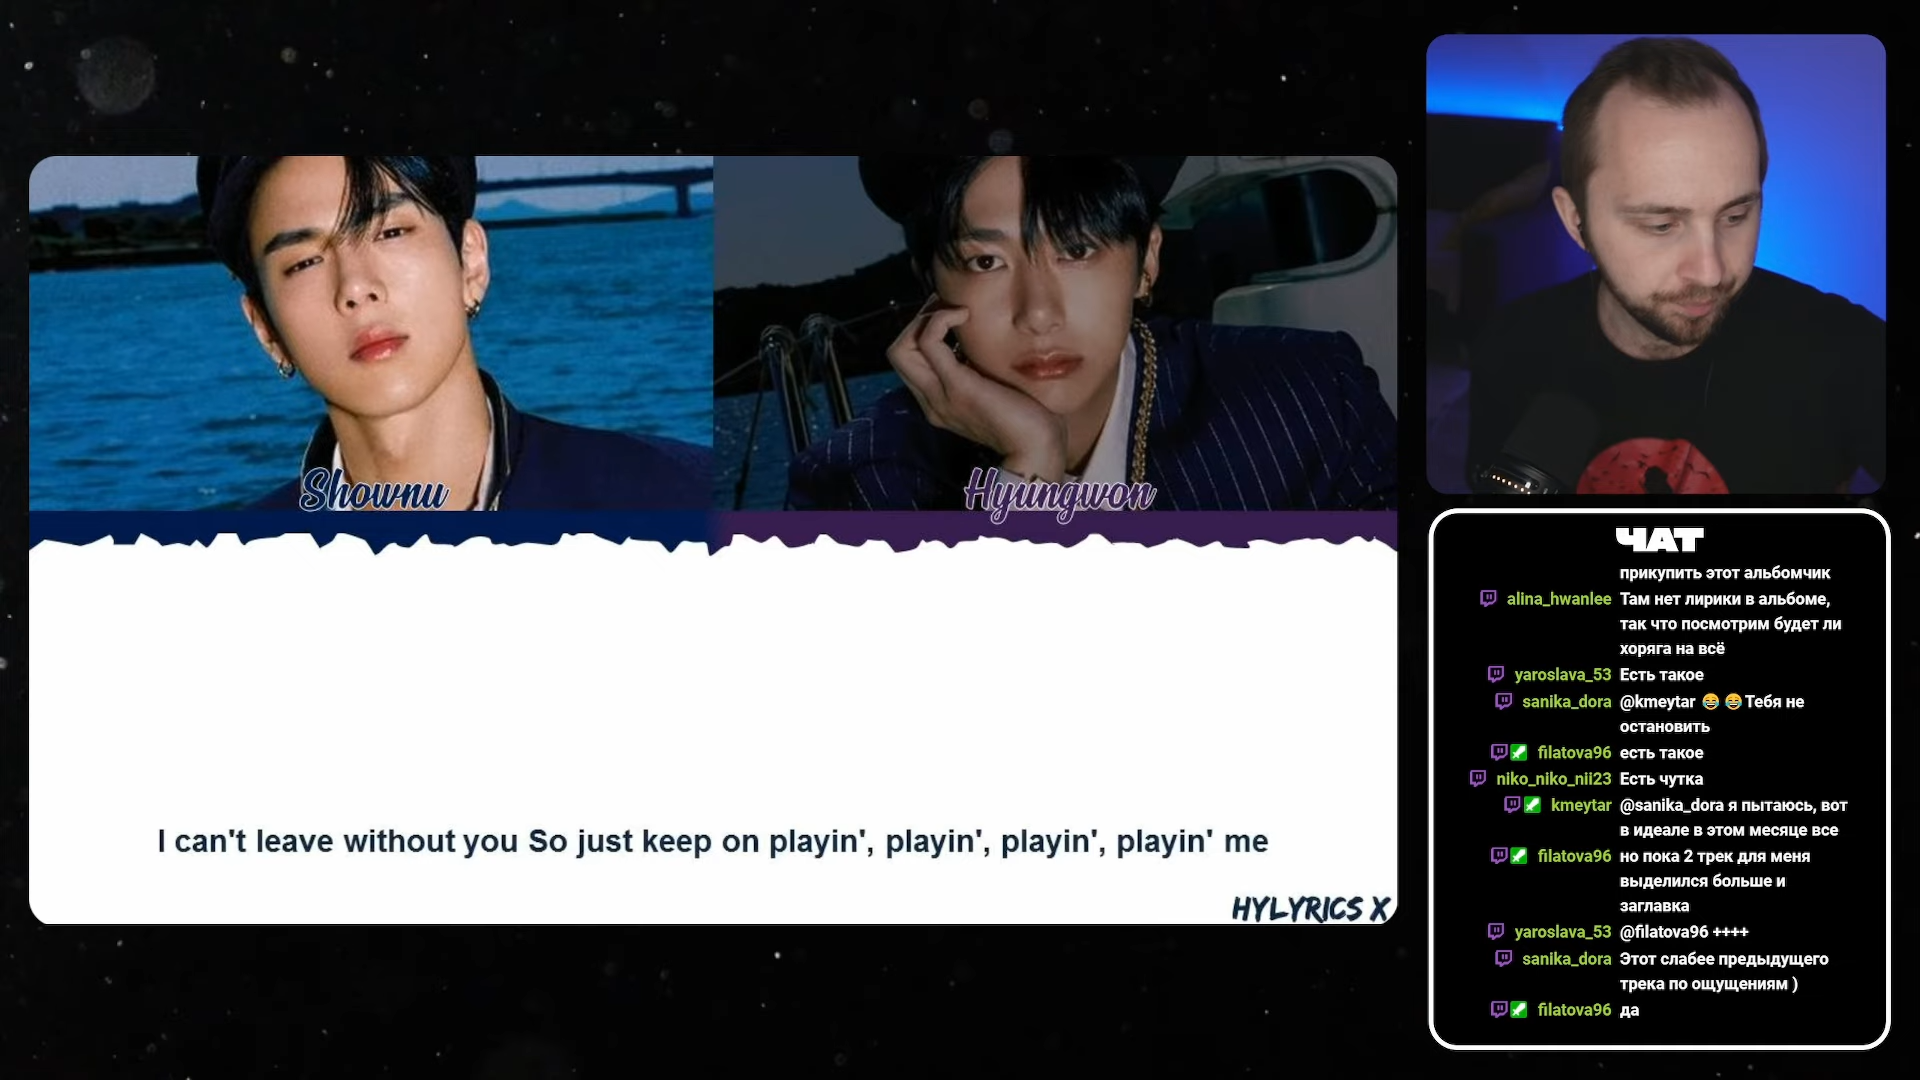 Shownu
Hyungwon
I can't leave without you So just keep on playin', playin', playin', playin' me
HYLYRICS X
ЧАТ
прикупить этот альбомчик
alina_hwanlee Там нет лирики в альбоме,
так что посмотрим будет ли
хоряга на всё
yaroslava_53 Есть такое
sanika_dora @kmeytar 😂 😂 Тебя не
остановить
filatova96 есть такое
niko_niko_nii23 Есть чутка
kmeytar @sanika_dora я пытаюсь, вот
в идеале в этом месяце все
filatova96 но пока 2 трек для меня
выделился больше и
заглавка
yaroslava_53 @filatova96 ++++
sanika_dora Этот слабее предыдущего
трека по ощущениям )
filatova96 да